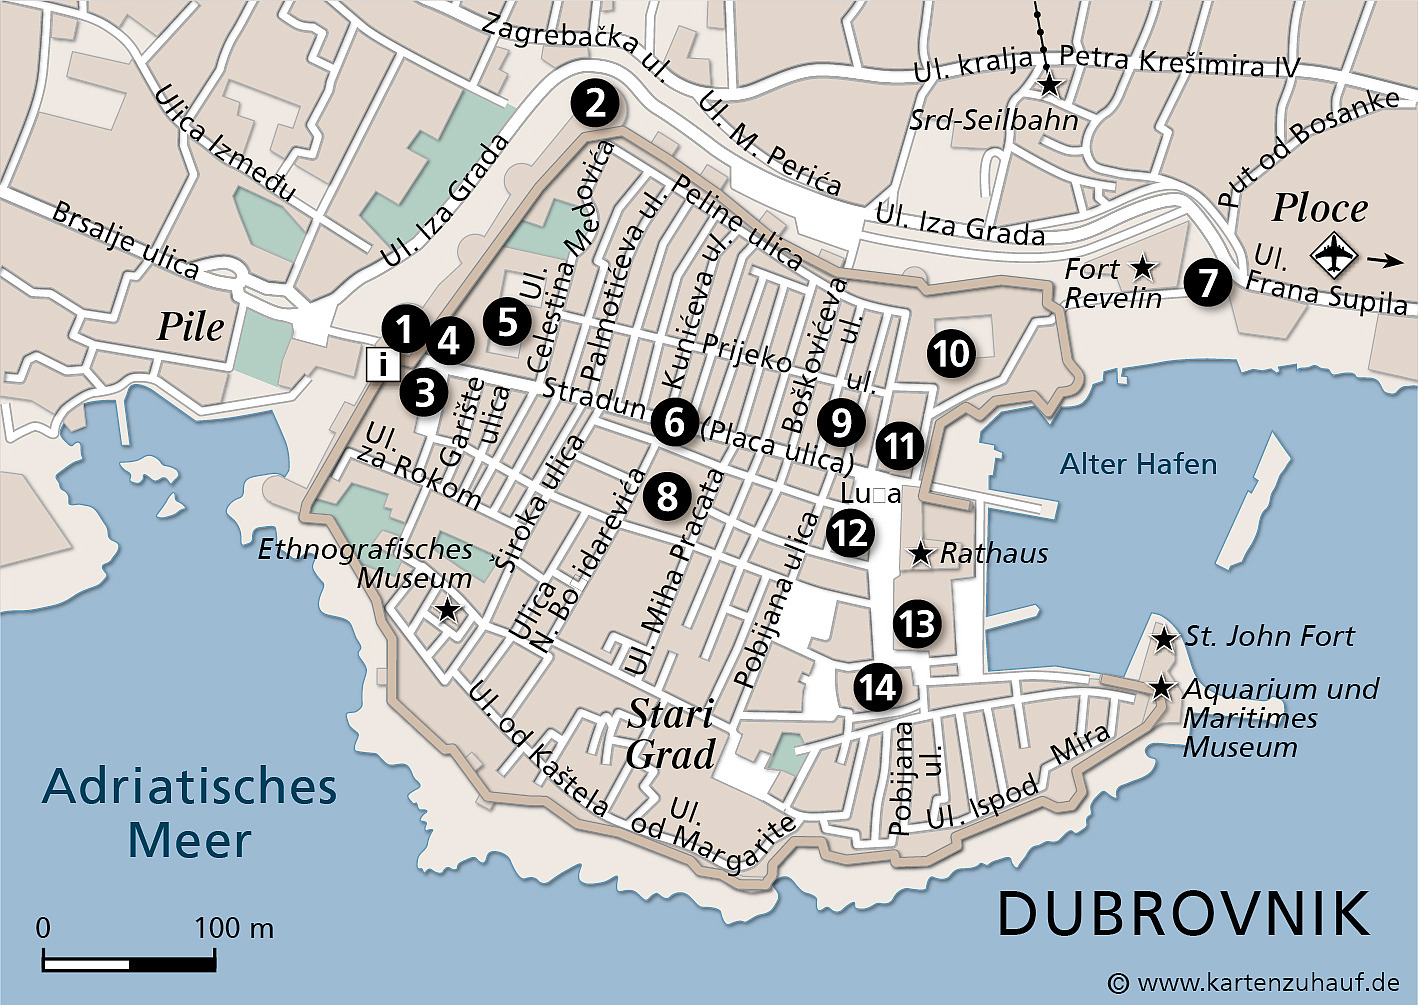 Zagrebačka ul.
Ul. kralja Petra Krešimira IV
Srd-Seilbahn
Ul. M. Perića
Put od Bosanke
Ulica Između
Ul. Iza Grada
Brsalje ulica
Pile
Ul. Medovića
Peline ulica
Ul. Iza Grada
Ploce
Ul.
Frana Supila
Fort
Revelin
1
2
3
4
5
6
7
8
9
10
11
12
13
14
i
Celestina
Palmotićeva ul.
Kunićeva ul.
Boškovićeva
ul.
Prijeko ul.
Stradun (Placa ulica)
Garište
ulica
Ul.
za Rokom
Široka ulica
Alter Hafen
Lu□a
Rathaus
Ethnografisches
Museum
Ulica
N. Bo□idarevića
Ul. Miha Pracata
Pobijana ulica
St. John Fort
Aquarium und
Maritimes
Museum
Stari
Grad
Ul. od Kaštela
Ul.
od Margarite
Pobijana
ul.
Ul. Ispod Mira
Adriatisches
Meer
DUBROVNIK
0 100 m
© www.kartenzuhauf.de